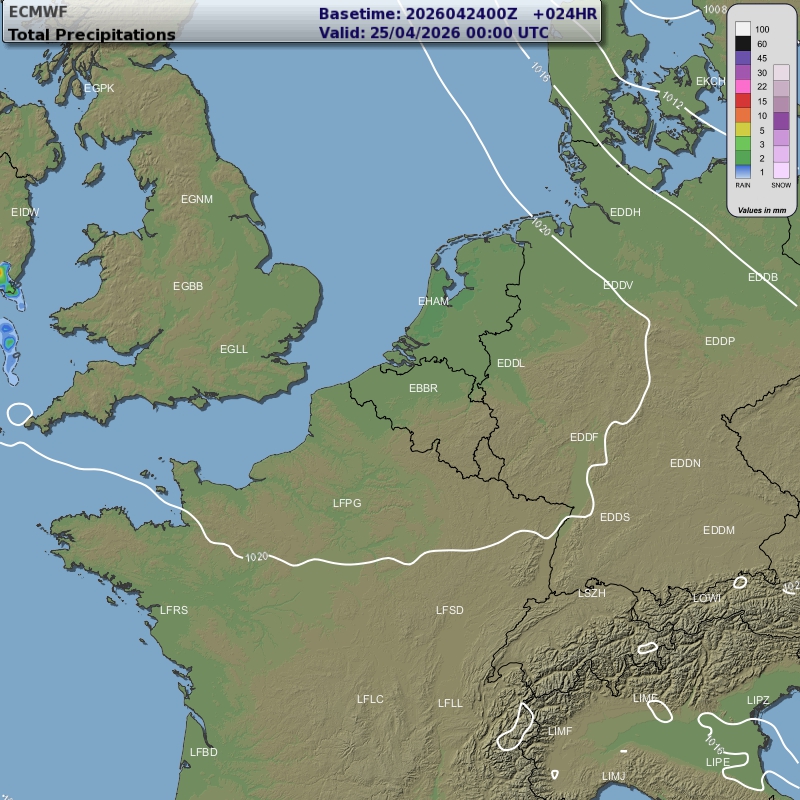 ECMWF
Basetime: 2026042400Z +024HR
Total Precipitations
Valid: 25/04/2026 00:00 UTC
1008
100
60
45
30
22
15
10
5
3
2
1
RAIN
SNOW
Values in mm
1016
1012
EKCH
EGPK
EGNM
EIDW
EDDH
1020
EGBB
EHAM
EDDV
EDDB
EGLL
EDDL
EDDP
EBBR
EDDF
EDDN
LFPG
EDDS
EDDM
1020
LFRS
LFSD
LSZH
LOWI
LFLC
LFLL
LIME
LIPZ
LIMF
LFBD
1016
LIPE
LIMJ